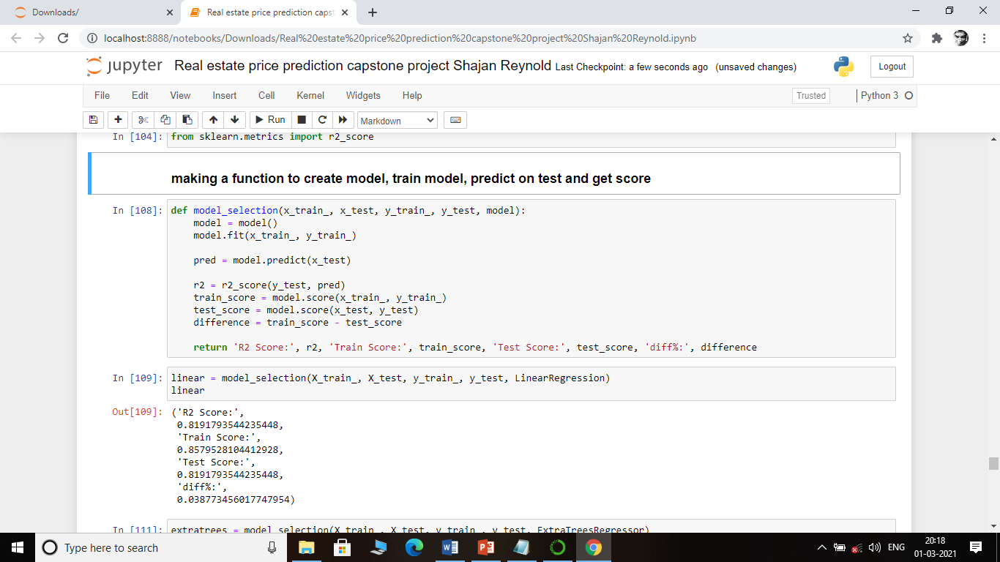 Downloads/
Real estate price prediction capst
localhost:8888/notebooks/Downloads/Real%20estate%20price%20prediction%20capstone%20project%20Shajan%20Reynold.ipynb
jupyter Real estate price prediction capstone project Shajan Reynold Last Checkpoint: a few seconds ago (unsaved changes)
Logout
File Edit View Insert Cell Kernel Widgets Help
Trusted
Python 3
Run
Markdown
In [104]: from sklearn.metrics import r2_score
making a function to create model, train model, predict on test and get score
In [108]: def model_selection(x_train_, x_test, y_train_, y_test, model):
    model = model()
    model.fit(x_train_, y_train_)
    pred = model.predict(x_test)
    r2 = r2_score(y_test, pred)
    train_score = model.score(x_train_, y_train_)
    test_score = model.score(x_test, y_test)
    difference = train_score - test_score
    return 'R2 Score:', r2, 'Train Score:', train_score, 'Test Score:', test_score, 'diff%:', difference
In [109]: linear = model_selection(X_train_, X_test, y_train_, y_test, LinearRegression)
linear
Out[109]: ('R2 Score:',
0.8191793544235448,
'Train Score:',
0.8579528104412928,
'Test Score:',
0.8191793544235448,
'diff%:',
0.038773456017747954)
In [111]: extratrees = model_selection(X_train_, X_test, y_train_, y_test, ExtraTreesRegressor)
Type here to search
ENG
20:18
01-03-2021